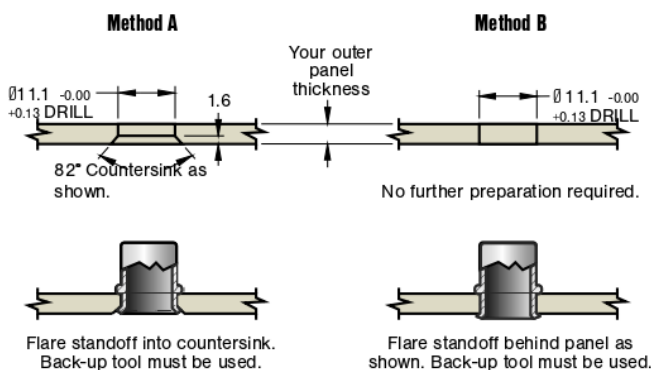 Method A
Method B
Your outer
panel
thickness
Ø11.1 -0.00
+0.13 DRILL
1.6
Ø 11.1 -0.00
+0.13 DRILL
82° Countersink as
shown.
No further preparation required.
Flare standoff into countersink.
Back-up tool must be used.
Flare standoff behind panel as
shown. Back-up tool must be used.